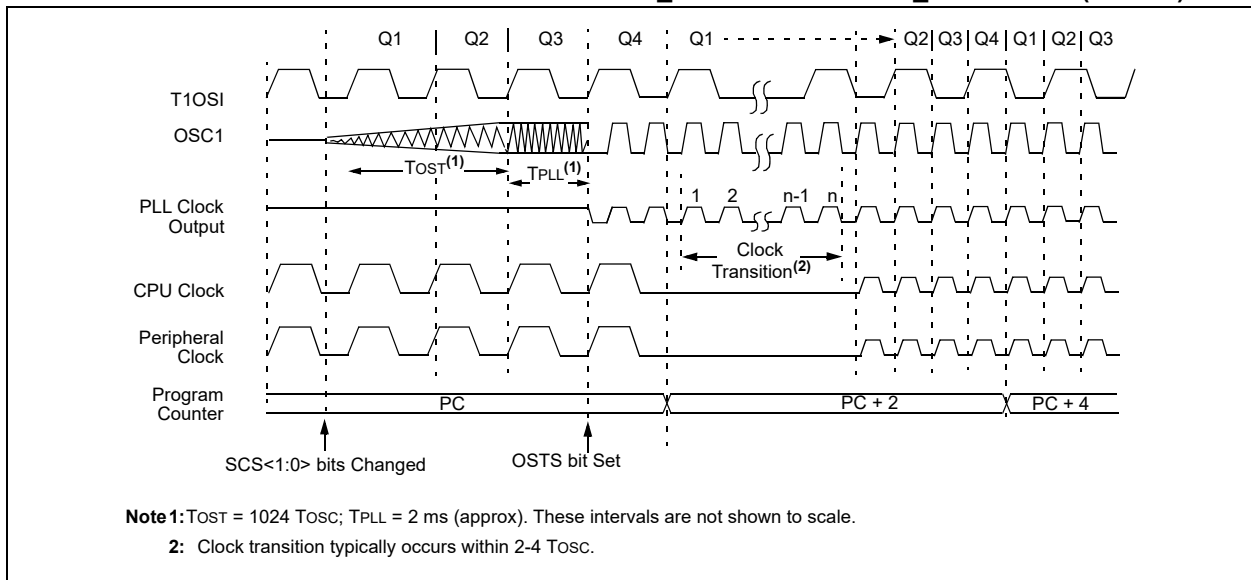 Q1 Q2 Q3 Q4 Q1 Q2 Q3 Q4 Q1 Q2 Q3
T1OSI
OSC1
TOST(1) TPLL(1)
1 2 n-1 n
PLL Clock
Output
Clock
Transition(2)
CPU Clock
Peripheral
Clock
Program
Counter
PC PC + 2 PC + 4
SCS<1:0> bits Changed OSTS bit Set
Note 1: TOST = 1024 TOSC; TPLL = 2 ms (approx). These intervals are not shown to scale.
2: Clock transition typically occurs within 2-4 TOSC.